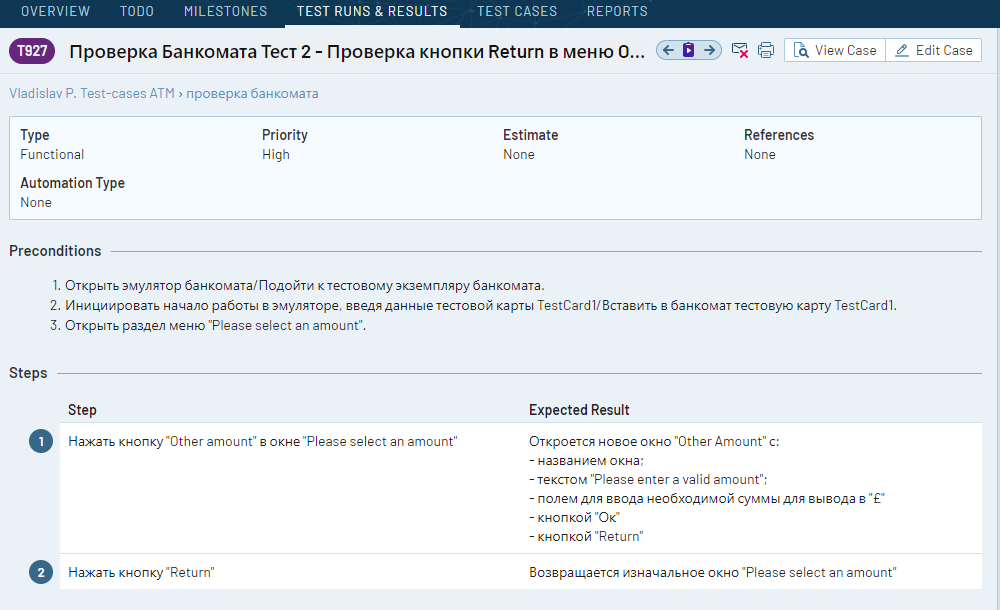 OVERVIEW TODO MILESTONES TEST RUNS & RESULTS TEST CASES REPORTS
T927 Проверка Банкомата Тест 2 - Проверка кнопки Return в меню O... View Case Edit Case
Vladislav P. Test-cases ATM › проверка банкомата
Type Priority Estimate References
Functional High None None
Automation Type
None
Preconditions
1. Открыть эмулятор банкомата/Подойти к тестовому экземпляру банкомата.
2. Инициировать начало работы в эмуляторе, введя данные тестовой карты TestCard1/Вставить в банкомат тестовую карту TestCard1.
3. Открыть раздел меню "Please select an amount".
Steps
Step Expected Result
1 Нажать кнопку "Other amount" в окне "Please select an amount" Откроется новое окно "Other Amount" с:
- названием окна;
- текстом "Please enter a valid amount";
- полем для ввода необходимой суммы для вывода в "£"
- кнопкой "Ок"
- кнопкой "Return"
2 Нажать кнопку "Return" Возвращается изначальное окно "Please select an amount"